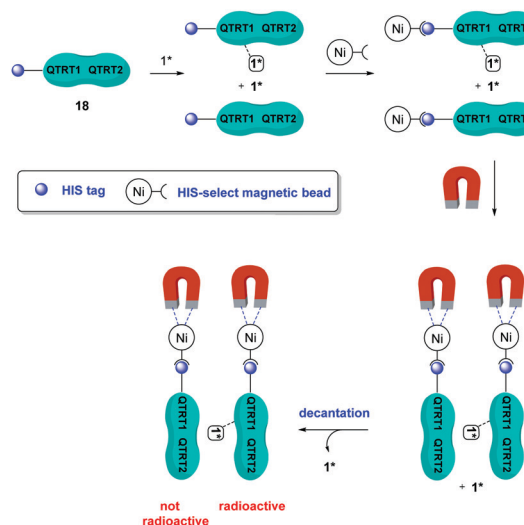 QTRT1 QTRT2
1*
+ 1*
QTRT1 QTRT2
18
QTRT1 QTRT2
1*
Ni
Ni
QTRT1 QTRT
1*
+ 1*
Ni
QTRT1 QTRT
HIS tag
Ni
HIS-select magnetic bead
Ni
Ni
QTRT1 QTRT2
QTRT1 QTRT2
1*
not
radioactive
radioactive
decantation
1*
Ni
Ni
QTRT1 QTRT2
QTRT1 QTRT2
1*
+ 1*